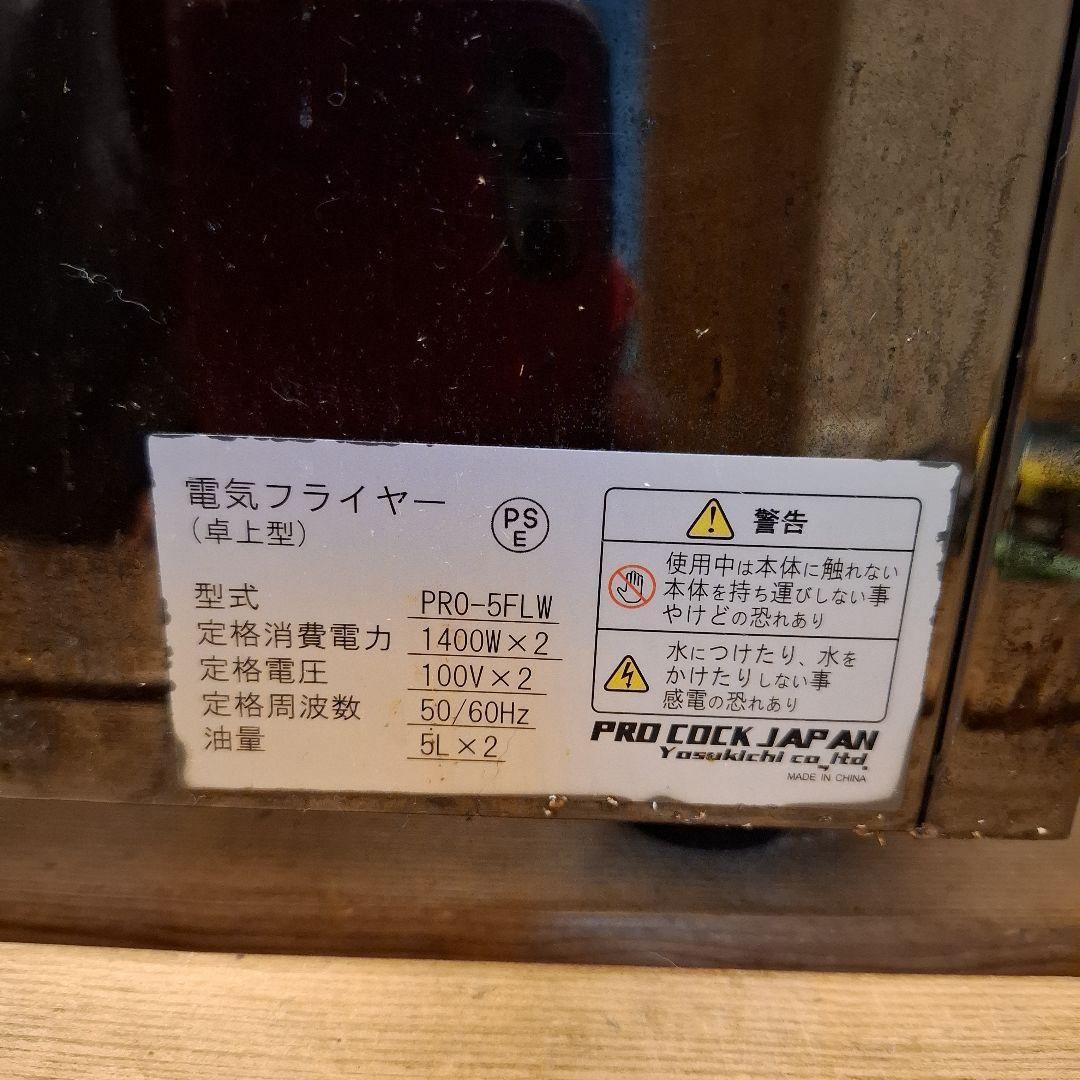 電気フライヤー
(卓上型)
PS
E
型式 PRO-5FLW
定格消費電力 1400W×2
定格電圧 100V×2
定格周波数 50/60Hz
油量 5L×2
警告
使用中は本体に触れない
本体を持ち運びしない事
やけどの恐れあり
水につけたり、水を
かけたりしない事
感電の恐れあり
PRO COCK JAPAN
Yasukichi co,ltd.
MADE IN CHINA